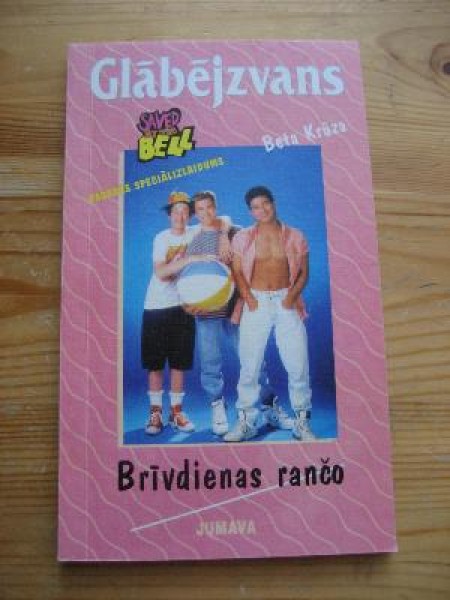 Glābējzvans
SAVED
BY THE
BELL
Beta Krūza
VASARAS SPECIĀLIZLAIDUMS
Brīvdienas rančo
JUMAVA